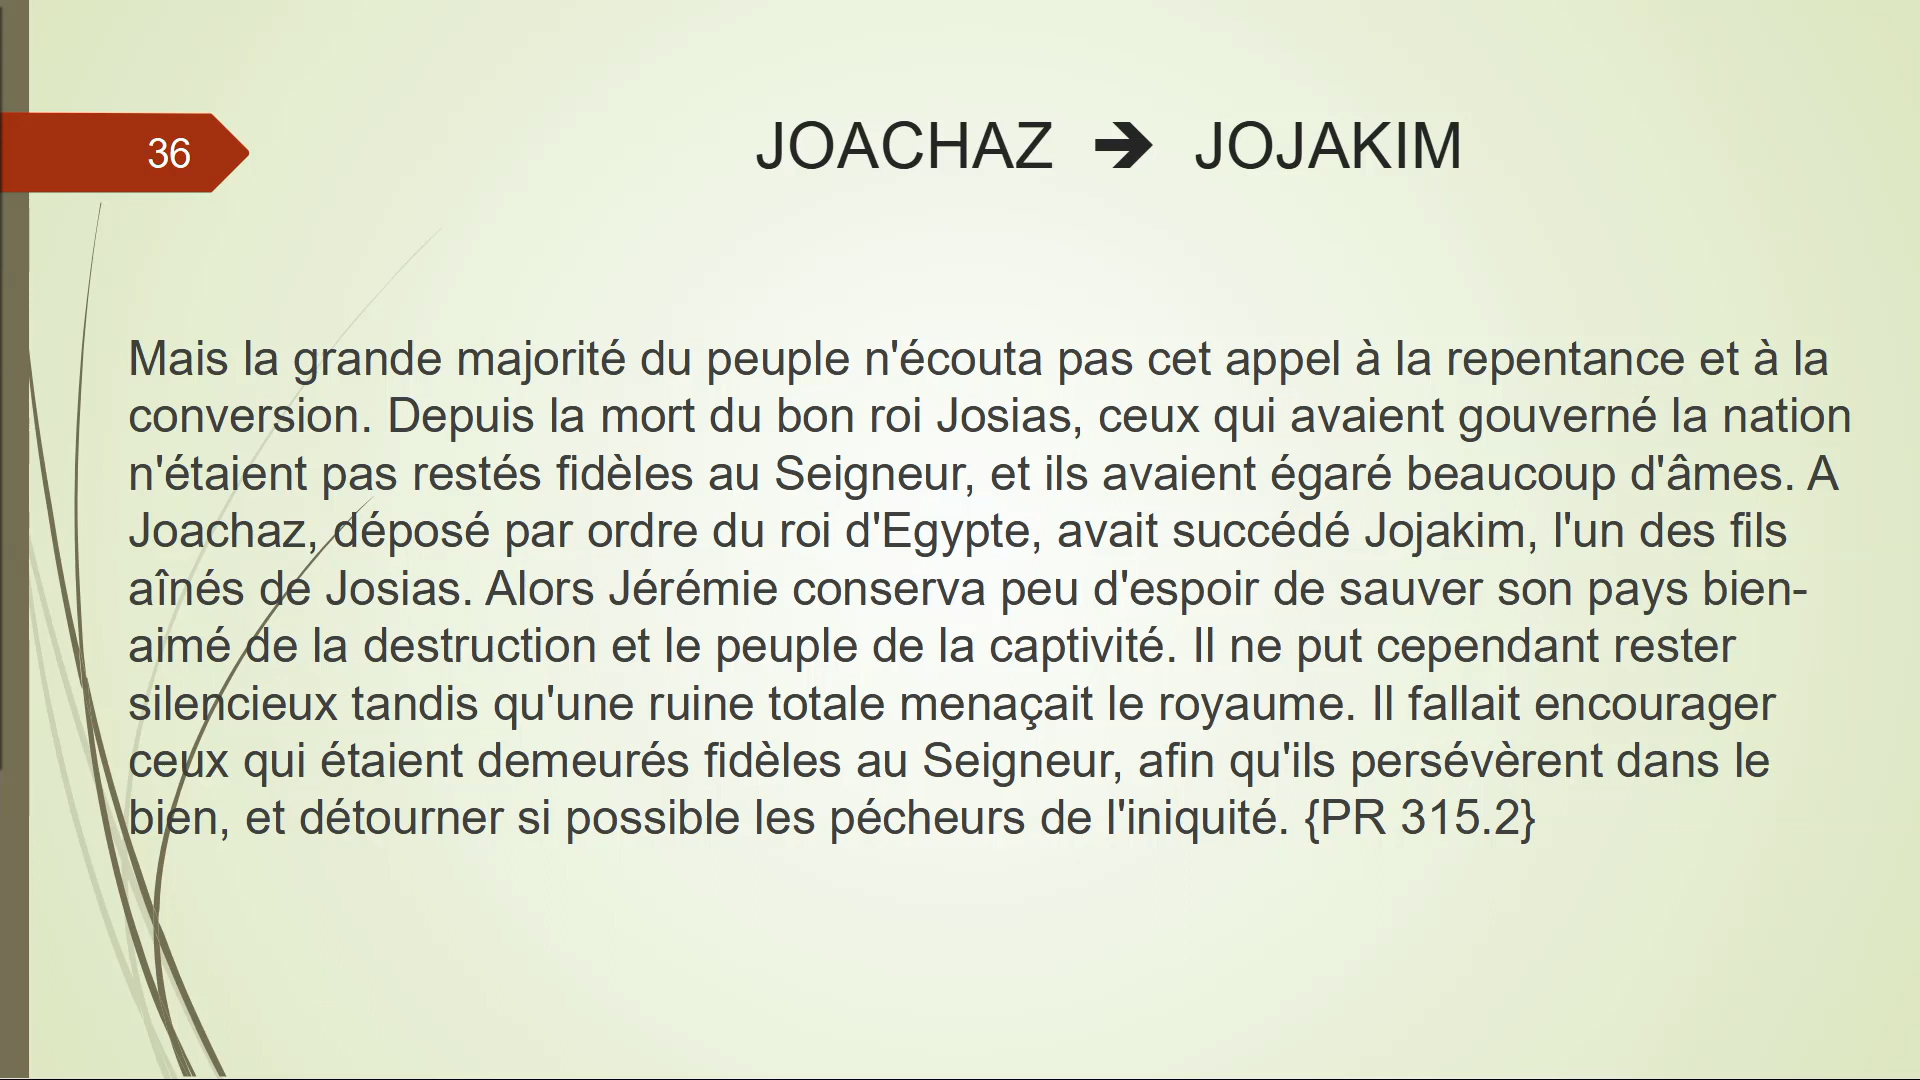 36
JOACHAZ 🡺 JOJAKIM
Mais la grande majorité du peuple n'écouta pas cet appel à la repentance et à la
conversion. Depuis la mort du bon roi Josias, ceux qui avaient gouverné la nation
n'étaient pas restés fidèles au Seigneur, et ils avaient égaré beaucoup d'âmes. A
Joachaz, déposé par ordre du roi d'Egypte, avait succédé Jojakim, l'un des fils
aînés de Josias. Alors Jérémie conserva peu d'espoir de sauver son pays bien-
aimé de la destruction et le peuple de la captivité. Il ne put cependant rester
silencieux tandis qu'une ruine totale menaçait le royaume. Il fallait encourager
ceux qui étaient demeurés fidèles au Seigneur, afin qu'ils persévèrent dans le
bien, et détourner si possible les pécheurs de l'iniquité. {PR 315.2}